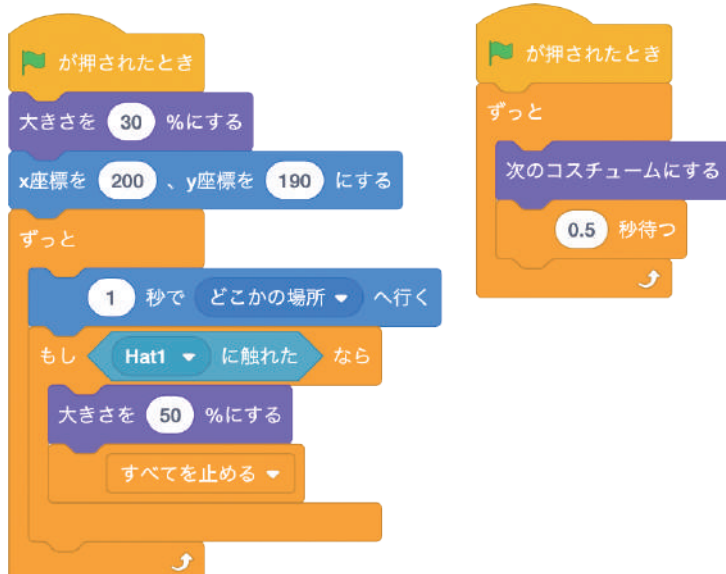 が押されたとき
大きさを 30 %にする
x座標を 200 、y座標を 190 にする
ずっと
1 秒で どこかの場所 へ行く
もし Hat1 に触れた なら
大きさを 50 %にする
すべてを止める
が押されたとき
ずっと
次のコスチュームにする
0.5 秒待つ